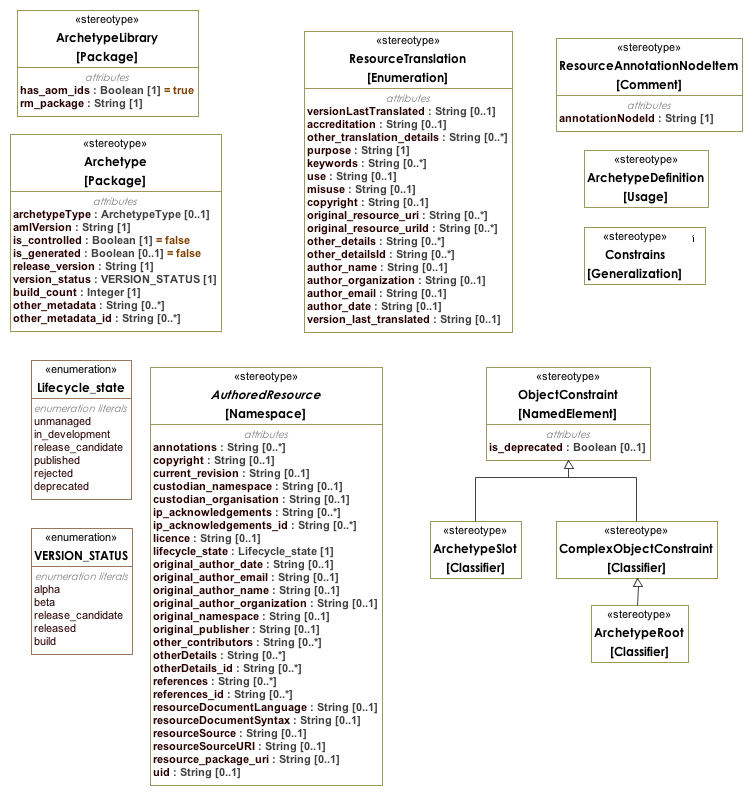 «stereotype»
ArchetypeLibrary
[Package]
attributes
has_aom_ids : Boolean [1] = true
rm_package : String [1]
«stereotype»
Archetype
[Package]
attributes
archetypeType : ArchetypeType [0..1]
amlVersion : String [1]
is_controlled : Boolean [1] = false
is_generated : Boolean [0..1] = false
release_version : String [1]
version_status : VERSION_STATUS [1]
build_count : Integer [1]
other_metadata : String [0..*]
other_metadata_id : String [0..*]
«stereotype»
ResourceTranslation
[Enumeration]
attributes
versionLastTranslated : String [0..1]
accreditation : String [0..1]
other_translation_details : String [0..*]
purpose : String [1]
keywords : String [0..*]
use : String [0..1]
misuse : String [0..1]
copyright : String [0..1]
original_resource_uri : String [0..*]
original_resource_urlId : String [0..*]
other_details : String [0..*]
other_detailsId : String [0..*]
author_name : String [0..1]
author_organization : String [0..1]
author_email : String [0..1]
author_date : String [0..1]
version_last_translated : String [0..1]
«stereotype»
ResourceAnnotationNodeItem
[Comment]
attributes
annotationNodeId : String [1]
«stereotype»
ArchetypeDefinition
[Usage]
«stereotype» i
Constrains
[Generalization]
«enumeration»
Lifecycle_state
enumeration literals
unmanaged
in_development
release_candidate
published
rejected
deprecated
«enumeration»
VERSION_STATUS
enumeration literals
alpha
beta
release_candidate
released
build
«stereotype»
AuthoredResource
[Namespace]
attributes
annotations : String [0..*]
copyright : String [0..1]
current_revision : String [0..1]
custodian_namespace : String [0..1]
custodian_organisation : String [0..1]
ip_acknowledgements : String [0..*]
ip_acknowledgements_id : String [0..*]
licence : String [0..1]
lifecycle_state : Lifecycle_state [1]
original_author_date : String [0..1]
original_author_email : String [0..1]
original_author_name : String [0..1]
original_author_organization : String [0..1]
original_namespace : String [0..1]
original_publisher : String [0..1]
other_contributors : String [0..*]
otherDetails : String [0..*]
otherDetails_id : String [0..*]
references : String [0..*]
references_id : String [0..*]
resourceDocumentLanguage : String [0..1]
resourceDocumentSyntax : String [0..1]
resourceSource : String [0..1]
resourceSourceURI : String [0..1]
resource_package_uri : String [0..1]
uid : String [0..1]
«stereotype»
ObjectConstraint
[NamedElement]
attributes
is_deprecated : Boolean [0..1]
«stereotype»
ArchetypeSlot
[Classifier]
«stereotype»
ComplexObjectConstraint
[Classifier]
«stereotype»
ArchetypeRoot
[Classifier]